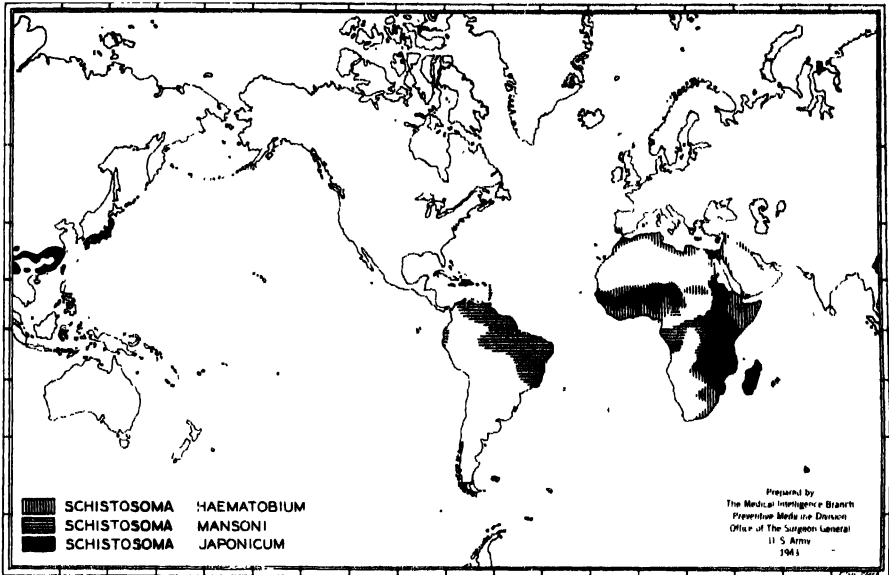 SCHISTOSOMA HAEMATOBIUM
SCHISTOSOMA MANSONI
SCHISTOSOMA JAPONICUM
Prepared by
The Medical Intelligence Branch
Preventive Medicine Division
Office of The Surgeon General
U S Army
1943